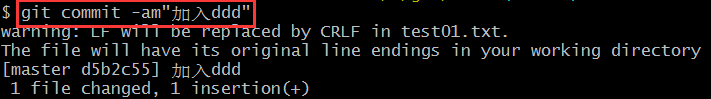 $ git commit -am"加入ddd"
warning: LF will be replaced by CRLF in test01.txt.
The file will have its original line endings in your working directory
[master d5b2c55] 加入ddd
1 file changed, 1 insertion(+)